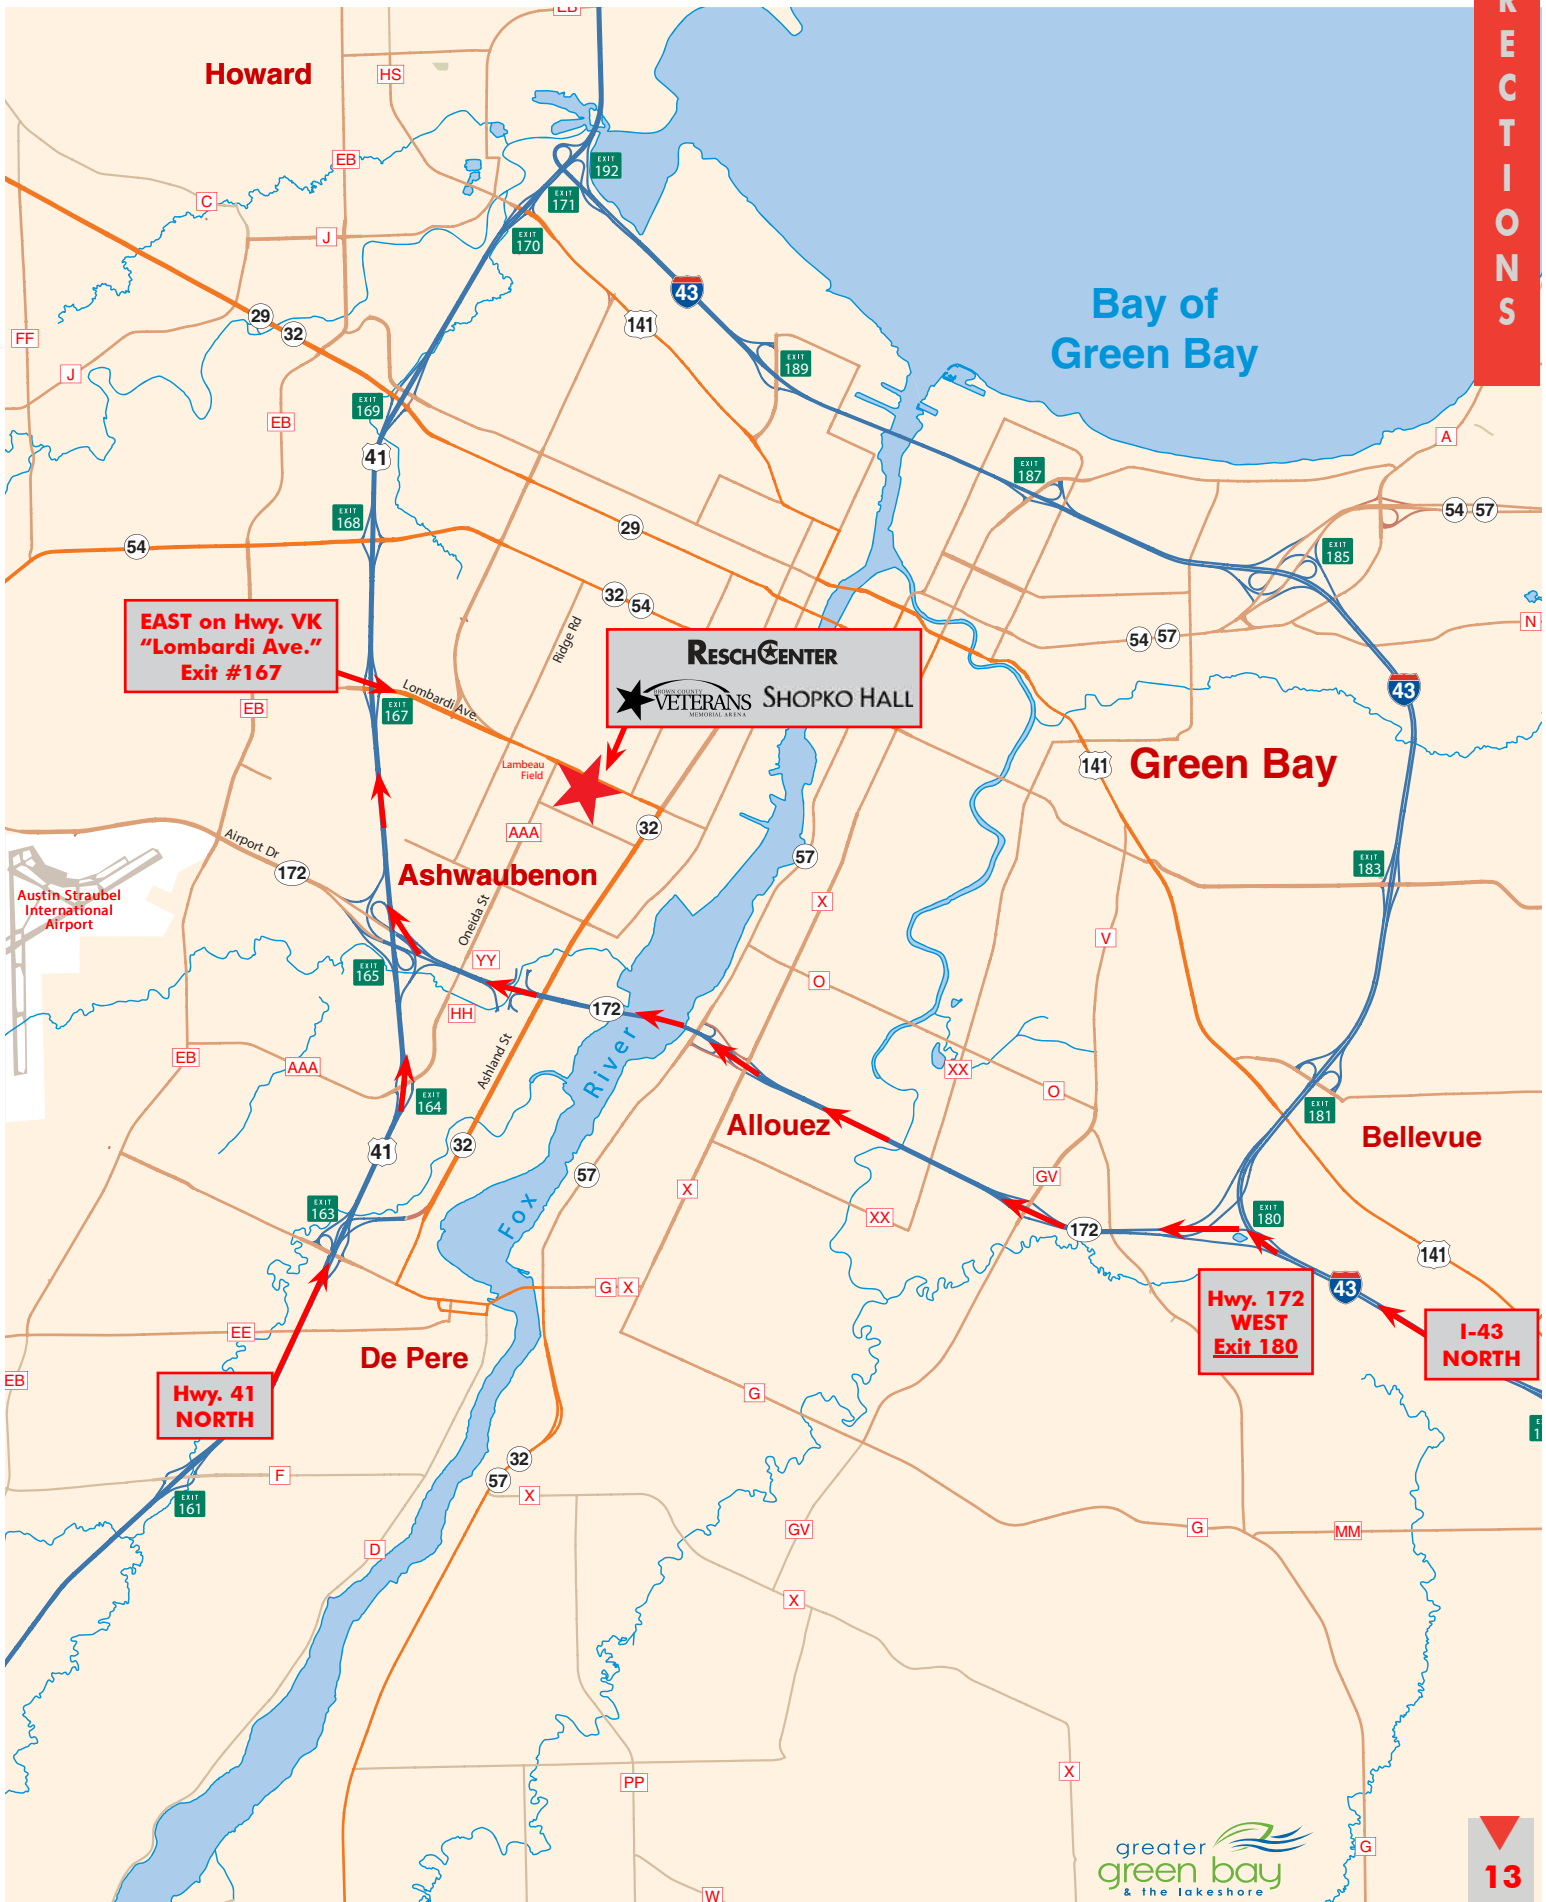 EB
R
E
C
T
I
O
N
S
Howard
HS
EB
EXIT
192
C
EXIT
171
J
EXIT
170
43
Bay of
Green Bay
29
32
141
FF
J
EXIT
189
EXIT
169
EB
A
41
EXIT
187
EXIT
168
54
57
29
54
EXIT
185
32
54
EAST on Hwy. VK
“Lombardi Ave.”
Exit #167
N
54
57
Ridge Rd
RESCH CENTER
BROWN COUNTY
VETERANS
MEMORIAL ARENA
SHOPKO HALL
43
Lombardi Ave.
EB
EXIT
167
141
Green Bay
Lambeau
Field
32
AAA
Airport Dr
172
57
EXIT
183
Ashwaubenon
Austin Straubel
International
Airport
X
Oneida St
V
YY
EXIT
165
O
172
HH
River
EB
Ashland St
AAA
XX
O
EXIT
164
EXIT
181
Allouez
Bellevue
32
41
57
GV
X
Fox
EXIT
163
XX
EXIT
180
172
141
G
X
43
Hwy. 172
WEST
Exit 180
I-43
NORTH
EE
De Pere
EB
Hwy. 41
NORTH
G
32
57
F
X
EXIT
161
GV
G
MM
D
X
X
PP
greater
green bay
& the lakeshore
G
13
W